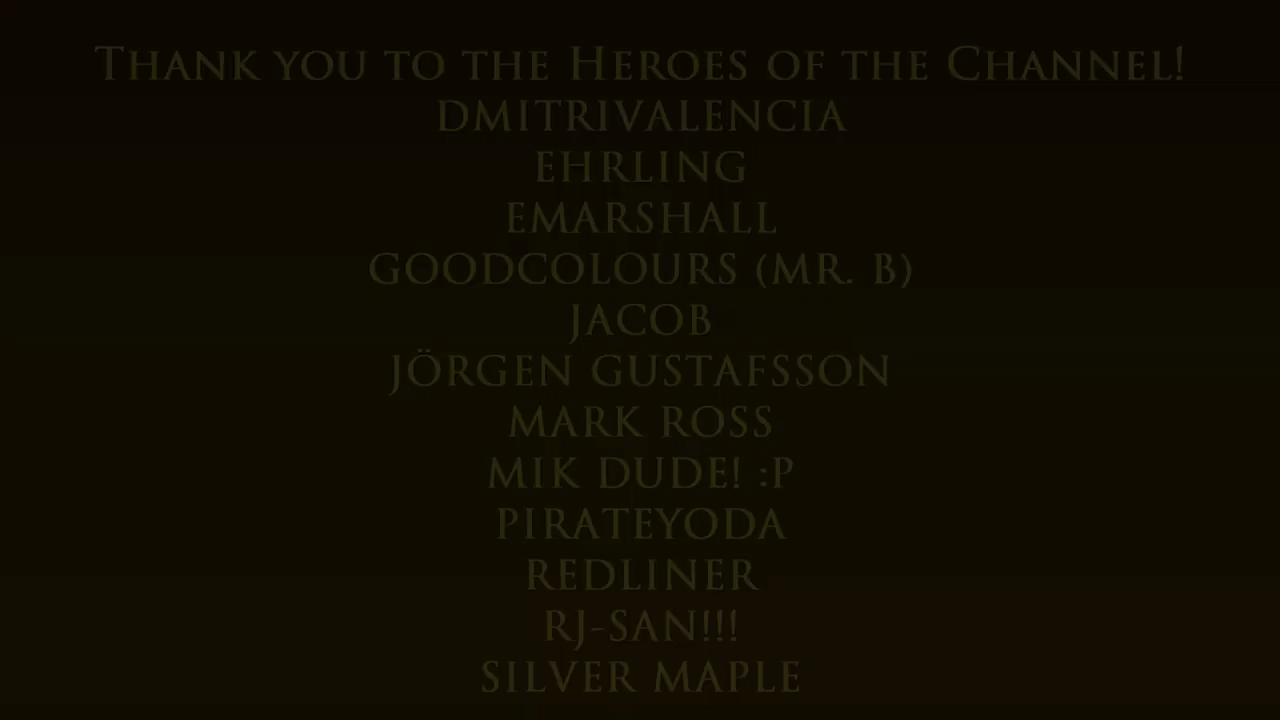 Thank you to the Heroes of the Channel!
DMITRIVALENCIA
EHRLING
EMARSHALL
GOODCOLOURS (MR. B)
JACOB
JÖRGEN GUSTAFSSON
MARK ROSS
MIK DUDE! :P
PIRATEYODA
REDLINER
RJ-SAN!!!
SILVER MAPLE